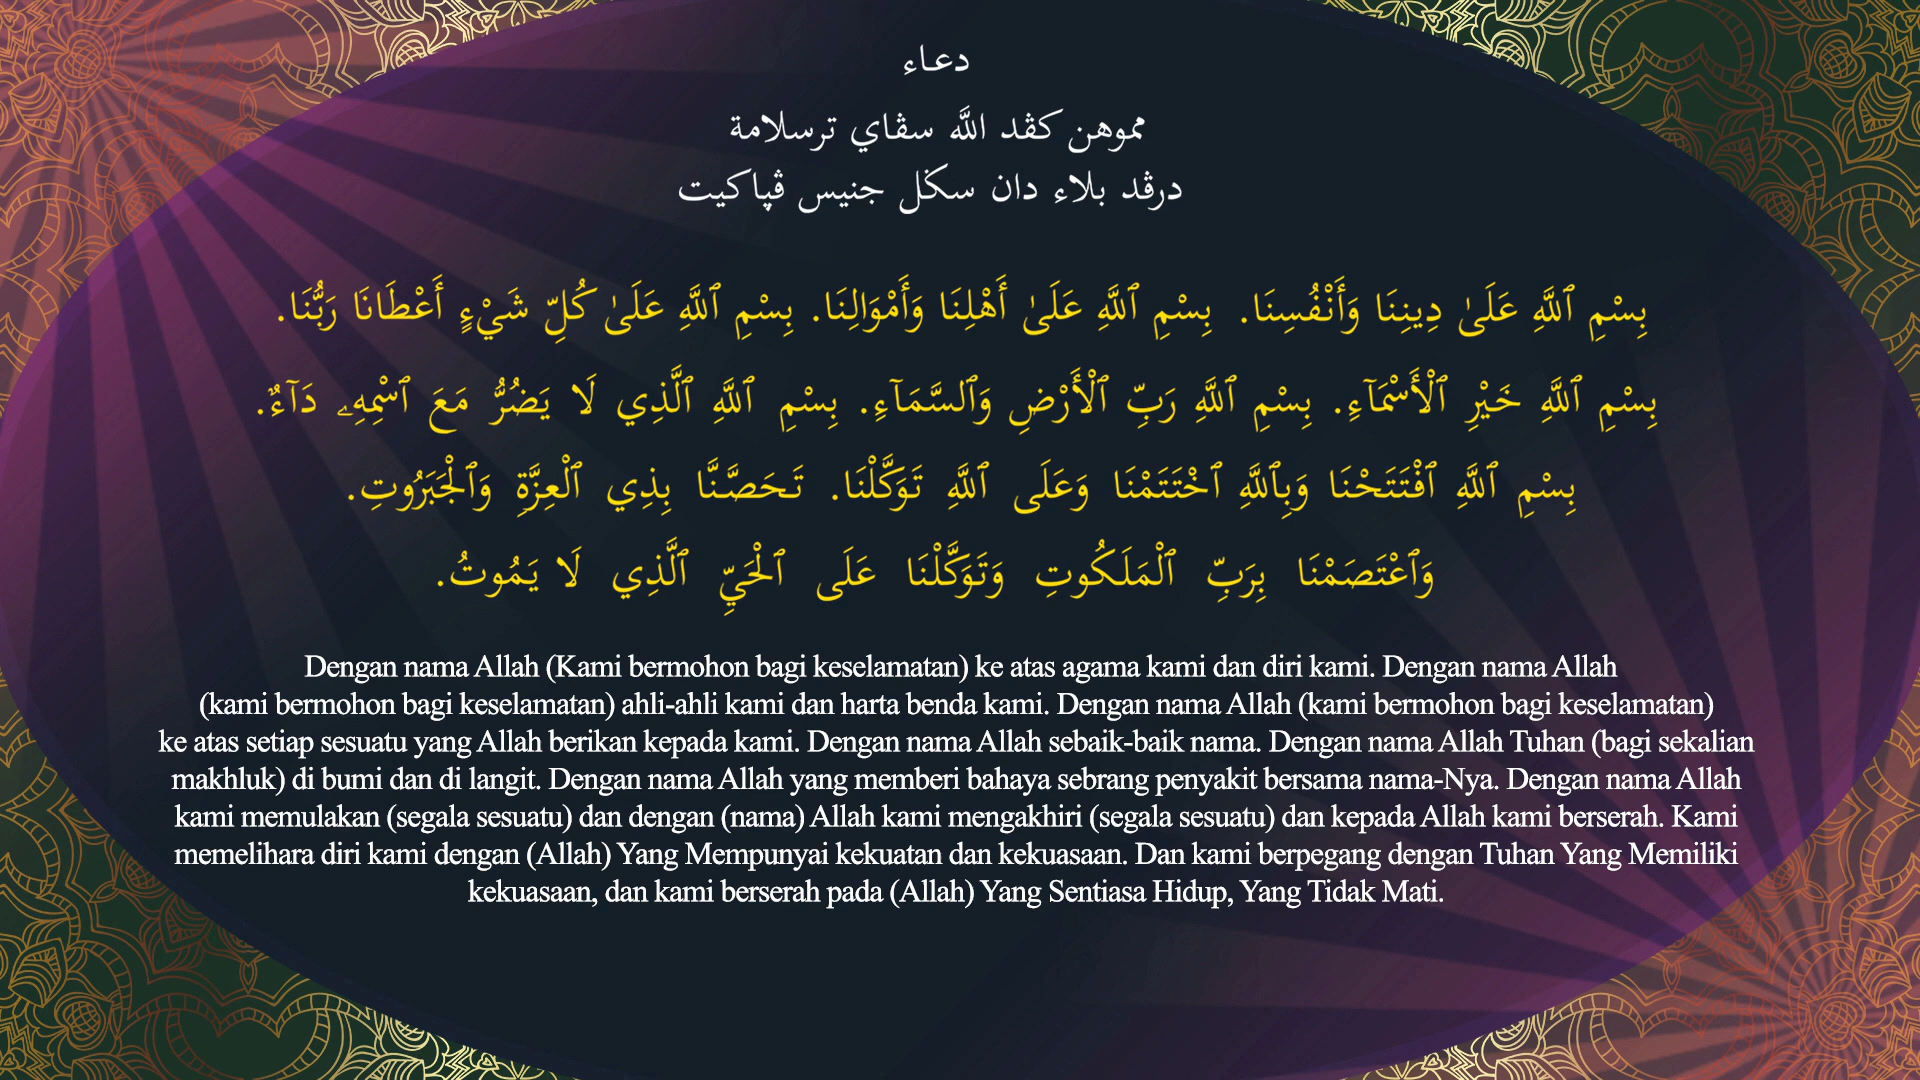 دعاء
مموهن كڤد الله سڤاي ترسلامة
درڤد بلاء دان سݢل جنيس ڤڽاكيت
بِسْمِ ٱللَّهِ عَلَىٰ دِينِنَا وَأَنْفُسِنَا. بِسْمِ ٱللَّهِ عَلَىٰ أَهْلِنَا وَأَمْوَالِنَا. بِسْمِ ٱللَّهِ عَلَىٰ كُلِّ شَيْءٍ أَعْطَانَا رَبُّنَا.
بِسْمِ ٱللَّهِ خَيْرِ ٱلْأَسْمَآءِ. بِسْمِ ٱللَّهِ رَبِّ ٱلْأَرْضِ وَٱلسَّمَآءِ. بِسْمِ ٱللَّهِ ٱلَّذِي لَا يَضُرُّ مَعَ ٱسْمِهِۦ دَآءٌ.
بِسْمِ ٱللَّهِ ٱفْتَتَحْنَا وَبِٱللَّهِ ٱخْتَتَمْنَا وَعَلَى ٱللَّهِ تَوَكَّلْنَا. تَحَصَّنَّا بِذِي ٱلْعِزَّةِ وَٱلْجَبَرُوتِ.
وَٱعْتَصَمْنَا بِرَبِّ ٱلْمَلَكُوتِ وَتَوَكَّلْنَا عَلَى ٱلْحَيِّ ٱلَّذِي لَا يَمُوتُ.
Dengan nama Allah (Kami bermohon bagi keselamatan) ke atas agama kami dan diri kami. Dengan nama Allah
(kami bermohon bagi keselamatan) ahli-ahli kami dan harta benda kami. Dengan nama Allah (kami bermohon bagi keselamatan)
ke atas setiap sesuatu yang Allah berikan kepada kami. Dengan nama Allah sebaik-baik nama. Dengan nama Allah Tuhan (bagi sekalian
makhluk) di bumi dan di langit. Dengan nama Allah yang memberi bahaya sebrang penyakit bersama nama-Nya. Dengan nama Allah
kami memulakan (segala sesuatu) dan dengan (nama) Allah kami mengakhiri (segala sesuatu) dan kepada Allah kami berserah. Kami
memelihara diri kami dengan (Allah) Yang Mempunyai kekuatan dan kekuasaan. Dan kami berpegang dengan Tuhan Yang Memiliki
kekuasaan, dan kami berserah pada (Allah) Yang Sentiasa Hidup, Yang Tidak Mati.